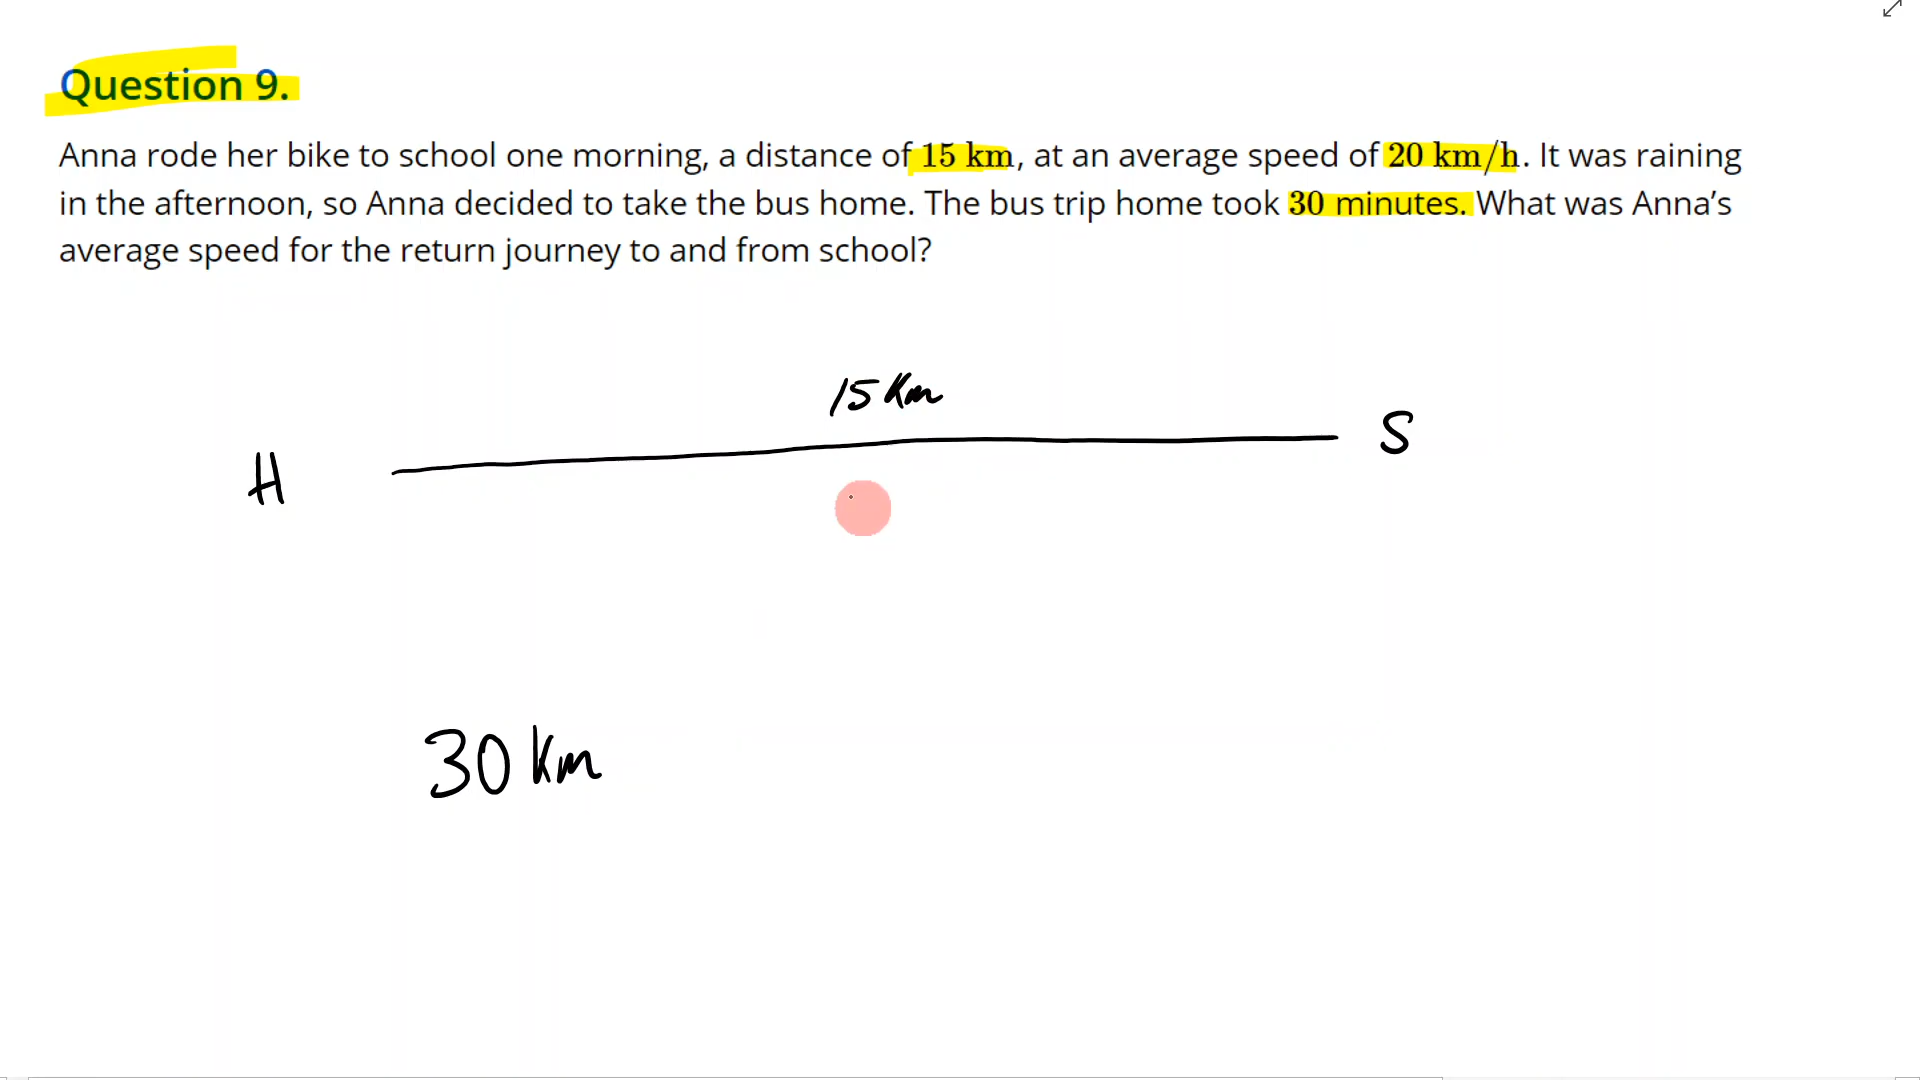 Question 9.
Anna rode her bike to school one morning, a distance of 15 km, at an average speed of 20 km/h. It was raining
in the afternoon, so Anna decided to take the bus home. The bus trip home took 30 minutes. What was Anna’s
average speed for the return journey to and from school?
15 Km
H S
30 Km